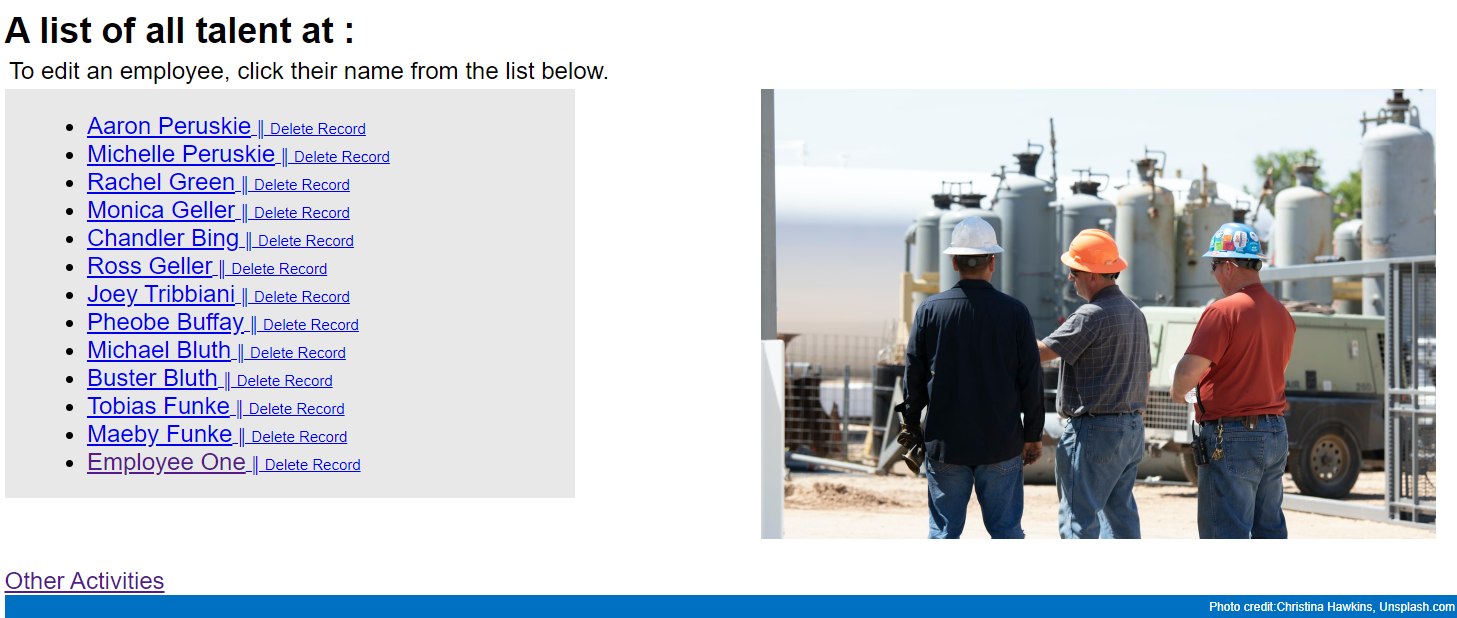 A list of all talent at :
To edit an employee, click their name from the list below.
Aaron Peruskie || Delete Record
Michelle Peruskie || Delete Record
Rachel Green || Delete Record
Monica Geller || Delete Record
Chandler Bing || Delete Record
Ross Geller || Delete Record
Joey Tribbiani || Delete Record
Pheobe Buffay || Delete Record
Michael Bluth || Delete Record
Buster Bluth || Delete Record
Tobias Funke || Delete Record
Maeby Funke || Delete Record
Employee One || Delete Record
Other Activities
Photo credit:Christina Hawkins, Unsplash.com